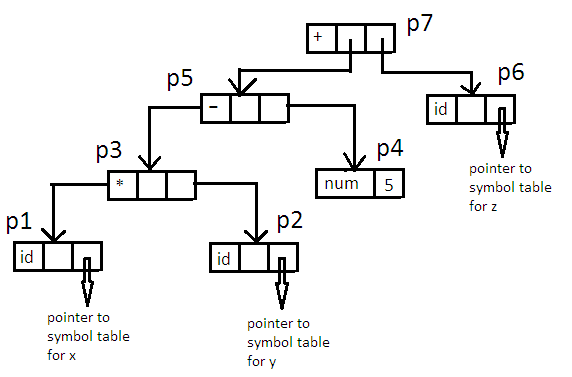 +
p7
p5
p6
−
id
p3
p4
pointer to
symbol table
for z
*
num 5
p1
p2
id
id
pointer to
symbol table
for x
pointer to
symbol table
for y